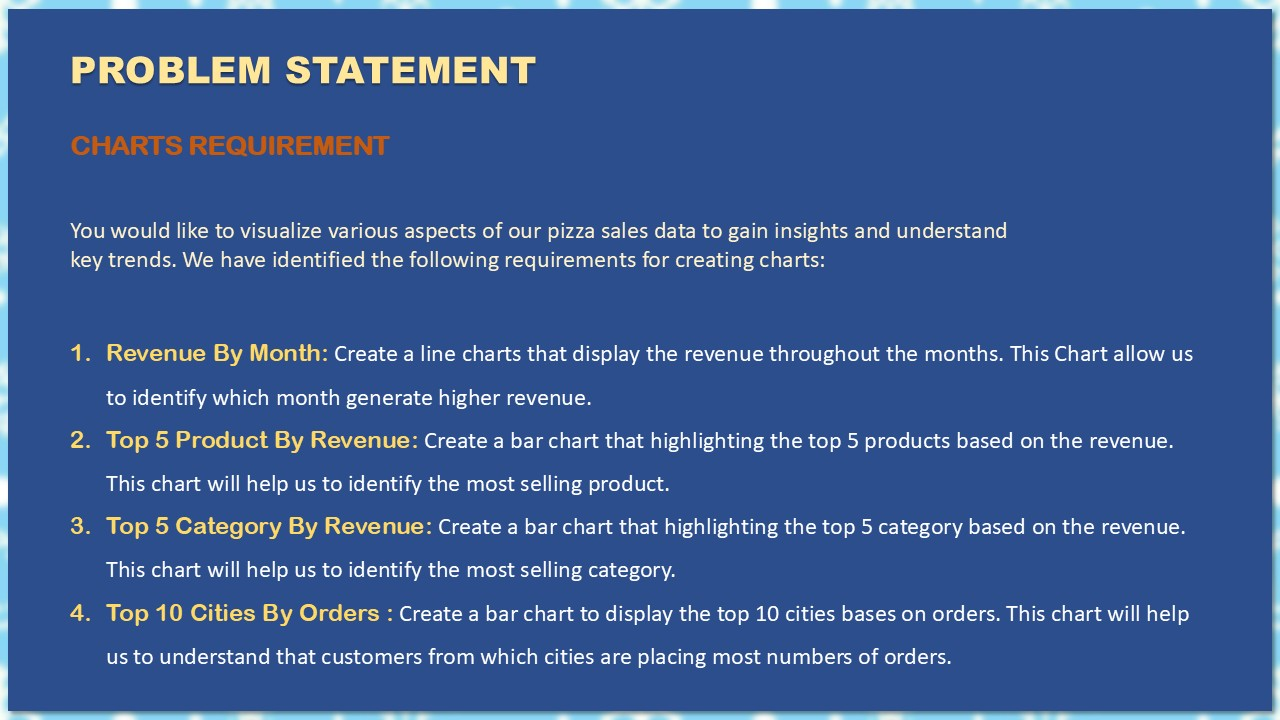 PROBLEM STATEMENT
CHARTS REQUIREMENT
You would like to visualize various aspects of our pizza sales data to gain insights and understand
key trends. We have identified the following requirements for creating charts:
1. Revenue By Month: Create a line charts that display the revenue throughout the months. This Chart allow us
to identify which month generate higher revenue.
2. Top 5 Product By Revenue: Create a bar chart that highlighting the top 5 products based on the revenue.
This chart will help us to identify the most selling product.
3. Top 5 Category By Revenue: Create a bar chart that highlighting the top 5 category based on the revenue.
This chart will help us to identify the most selling category.
4. Top 10 Cities By Orders : Create a bar chart to display the top 10 cities bases on orders. This chart will help
us to understand that customers from which cities are placing most numbers of orders.